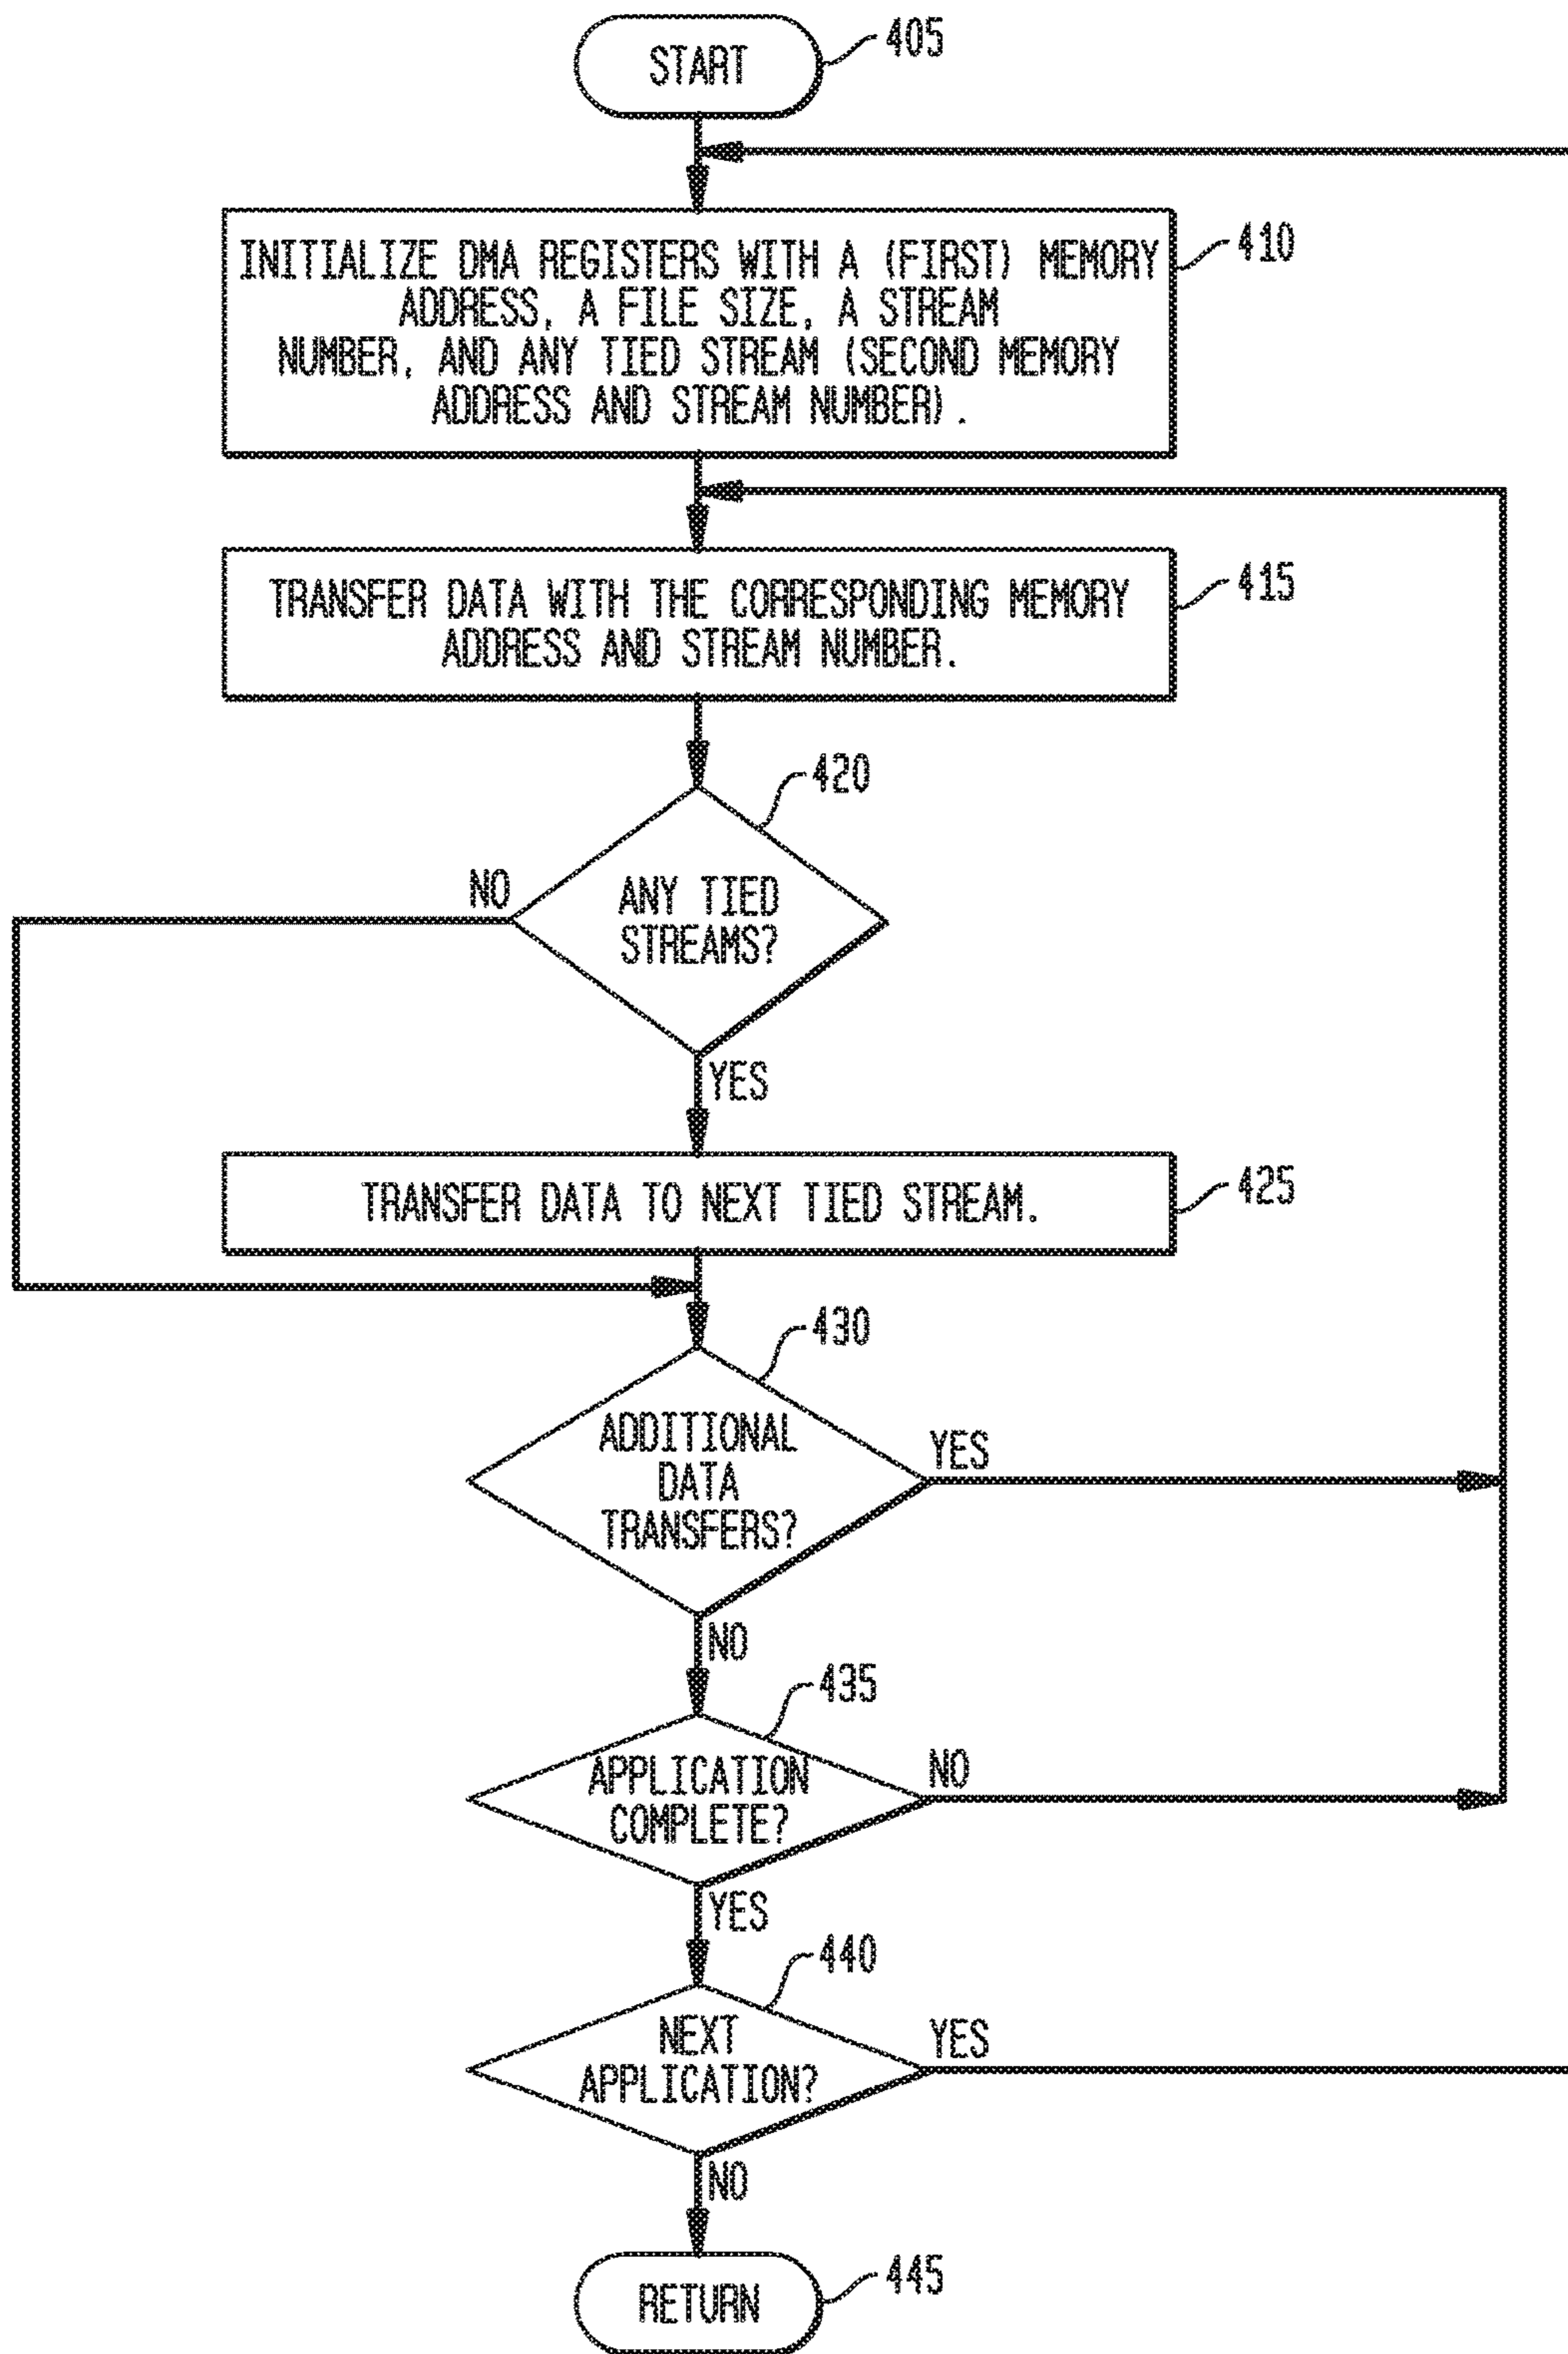 START
405
INITIALIZE DMA REGISTERS WITH A (FIRST) MEMORY
ADDRESS, A FILE SIZE, A STREAM
NUMBER, AND ANY TIED STREAM (SECOND MEMORY
ADDRESS AND STREAM NUMBER).
410
TRANSFER DATA WITH THE CORRESPONDING MEMORY
ADDRESS AND STREAM NUMBER.
415
420
NO
ANY TIED
STREAMS?
YES
TRANSFER DATA TO NEXT TIED STREAM.
425
430
ADDITIONAL
DATA
TRANSFERS?
YES
NO
435
APPLICATION
COMPLETE?
NO
YES
440
NEXT
APPLICATION?
YES
NO
RETURN
445